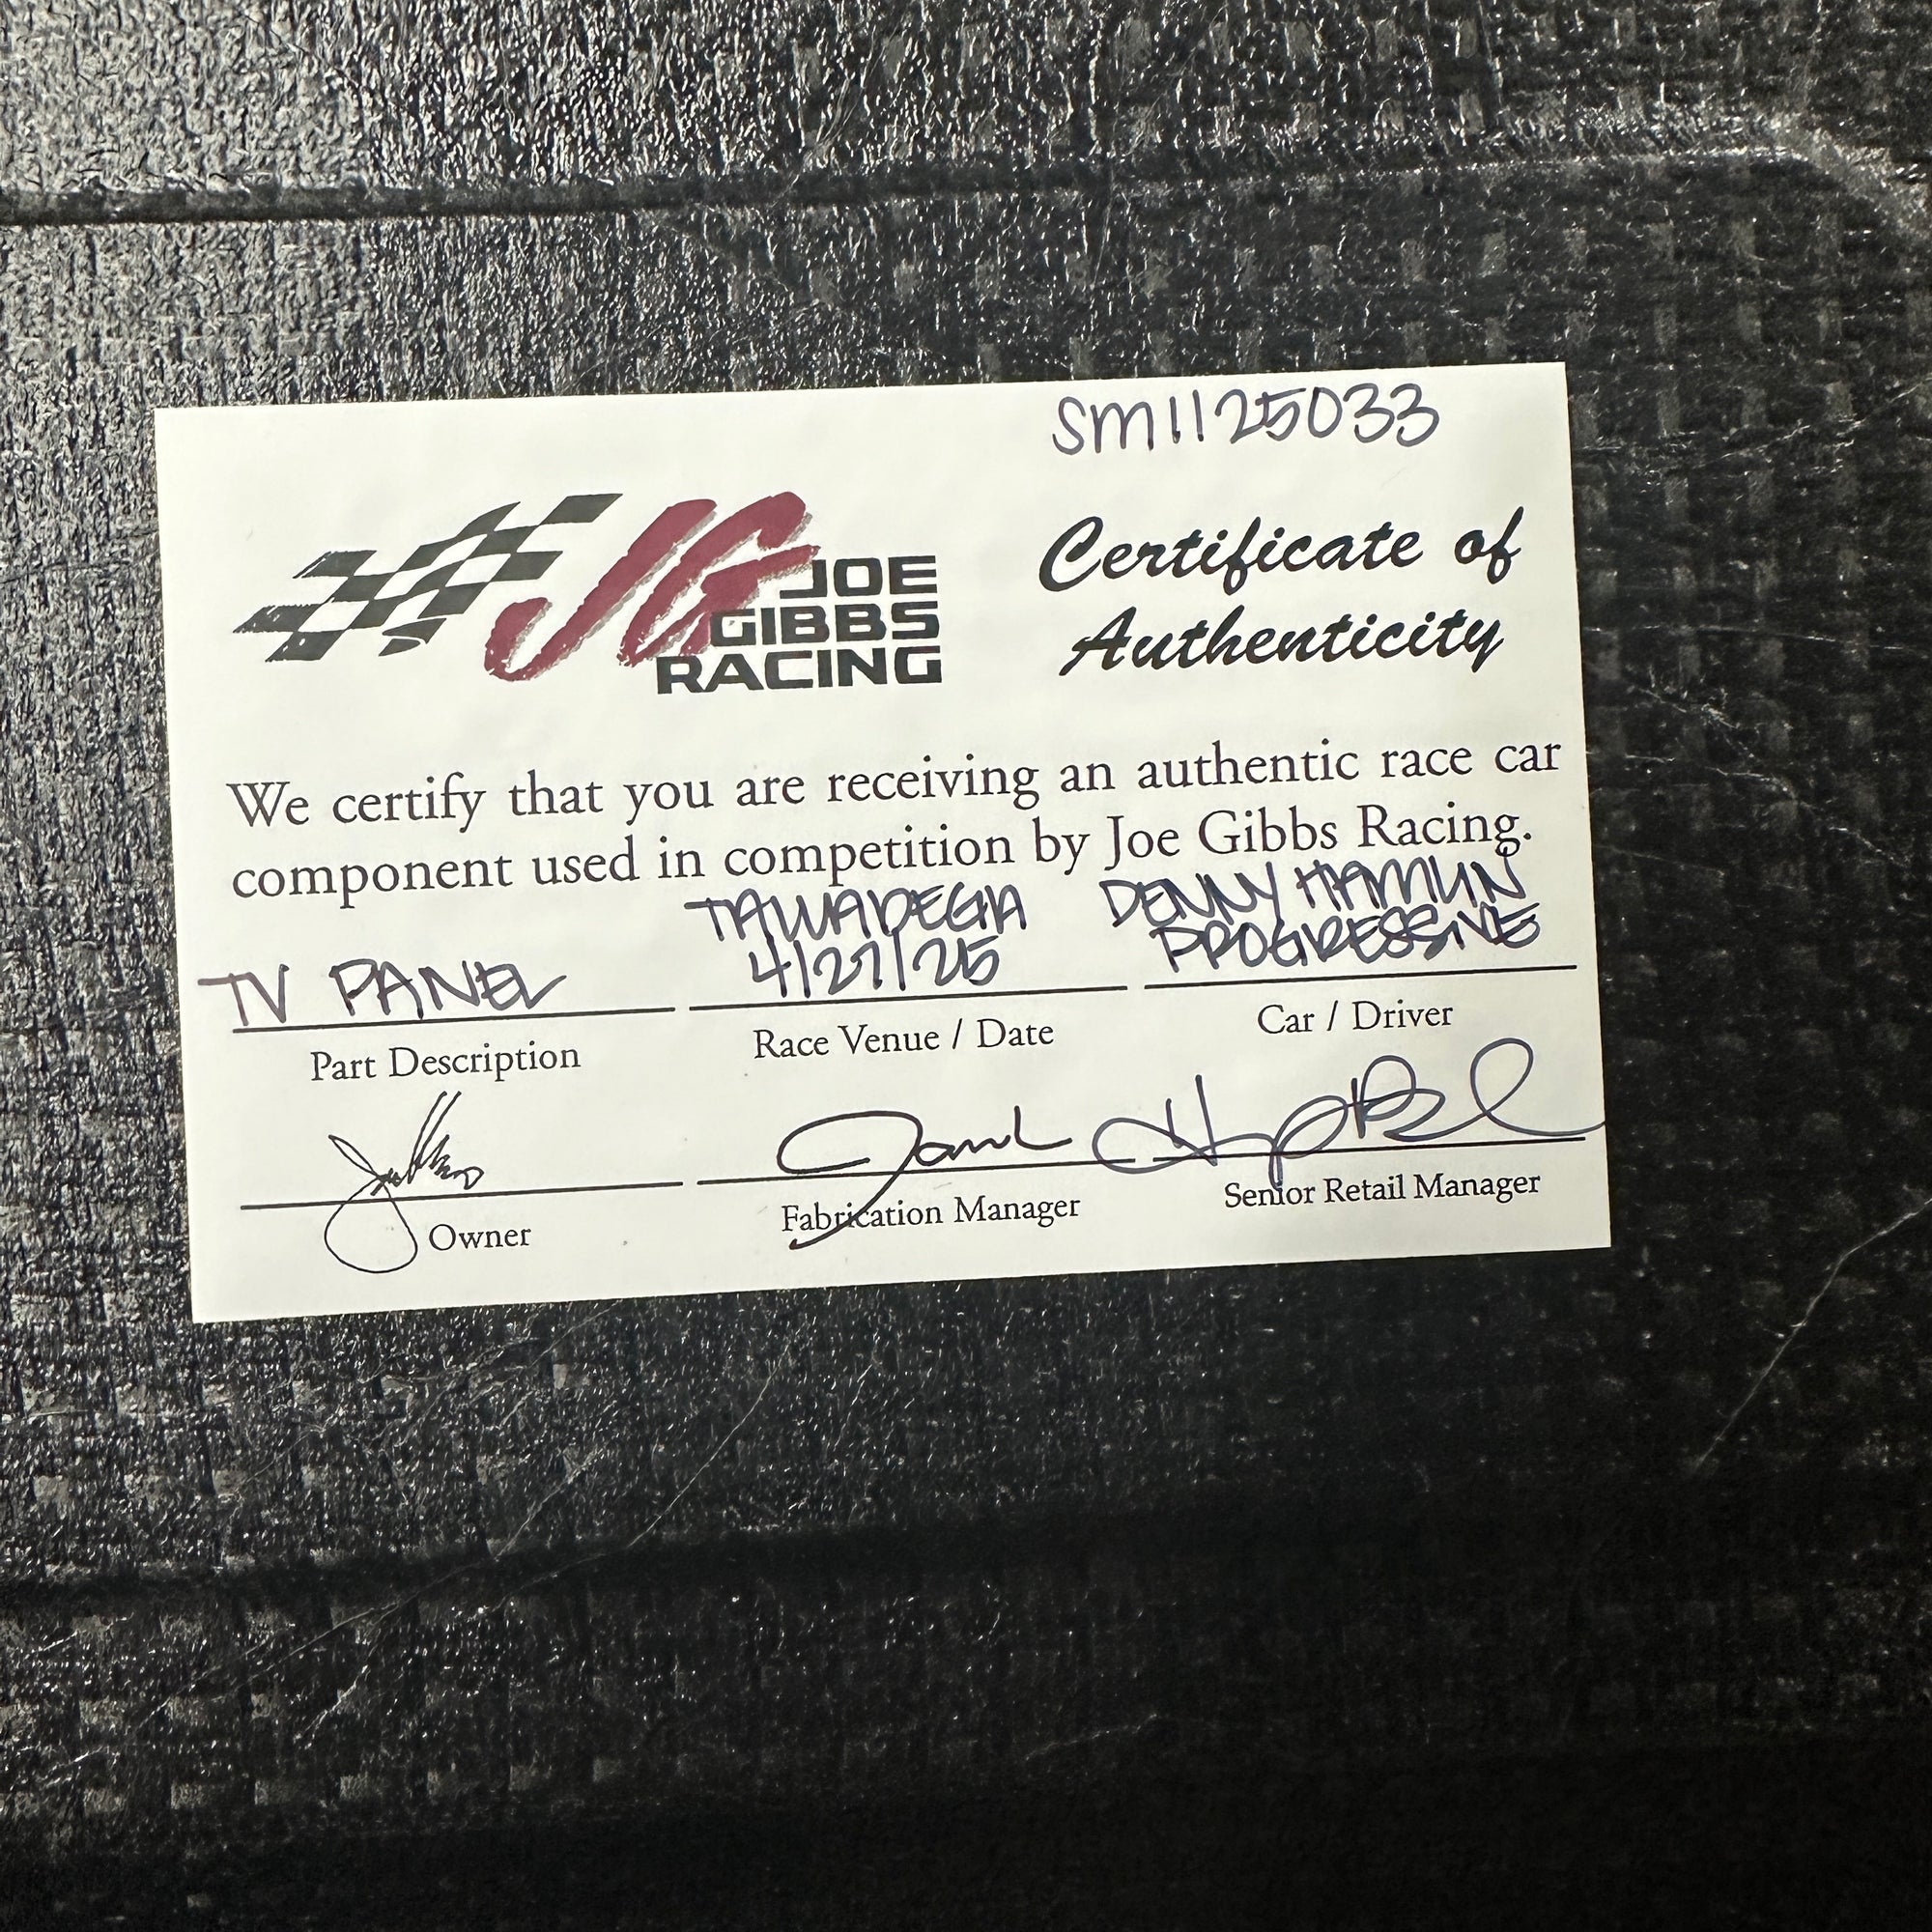 SM1125033
JG JOE
GIBBS
RACING
Certificate of
Authenticity
We certify that you are receiving an authentic race car
component used in competition by Joe Gibbs Racing.
TV PANEL
TALLADEGA
4/27/25
DENNY HAMLIN
PROGRESSIVE
Part Description
Race Venue / Date
Car / Driver
Owner
Fabrication Manager
Senior Retail Manager